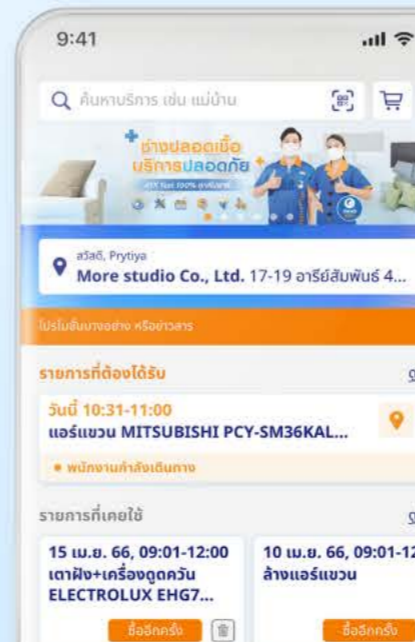 9:41
ค้นหาบริการ เช่น แม่บ้าน
ช่างปลอดเชื้อ
บริการปลอดภัย
สวัสดี, Prytiya
More studio Co., Ltd. 17-19 อารีย์สัมพันธ์ 4...
โปรโมชั่นบางอย่าง หรือข่าวสาร
รายการที่ต้องได้รับ
วันนี้ 10:31-11:00
แอร์แขวน MITSUBISHI PCY-SM36KAL...
พนักงานกำลังเดินทาง
รายการที่เคยใช้
15 เม.ย. 66, 09:01-12:00
เตาฝัง+เครื่องดูดควัน
ELECTROLUX EHG7...
ซื้ออีกครั้ง
10 เม.ย. 66, 09:01-12
ล้างแอร์แขวน
ซื้ออีกครั้ง